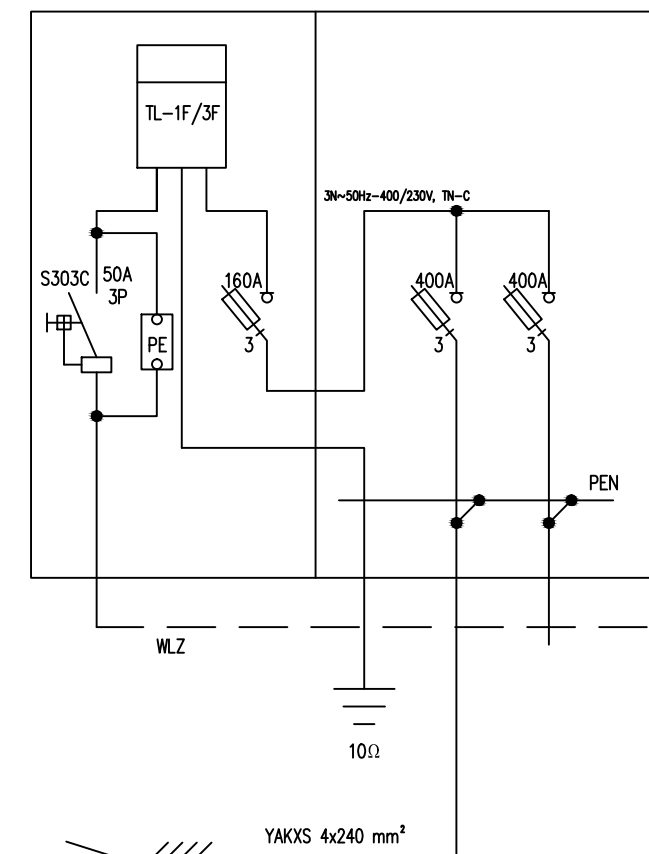 TL-1F/3F
3N~50Hz-400/230V, TN-C
S303C
50A
3P
160A
400A
400A
PE
3
3
3
PEN
WLZ
10Ω
YAKXS 4x240 mm²